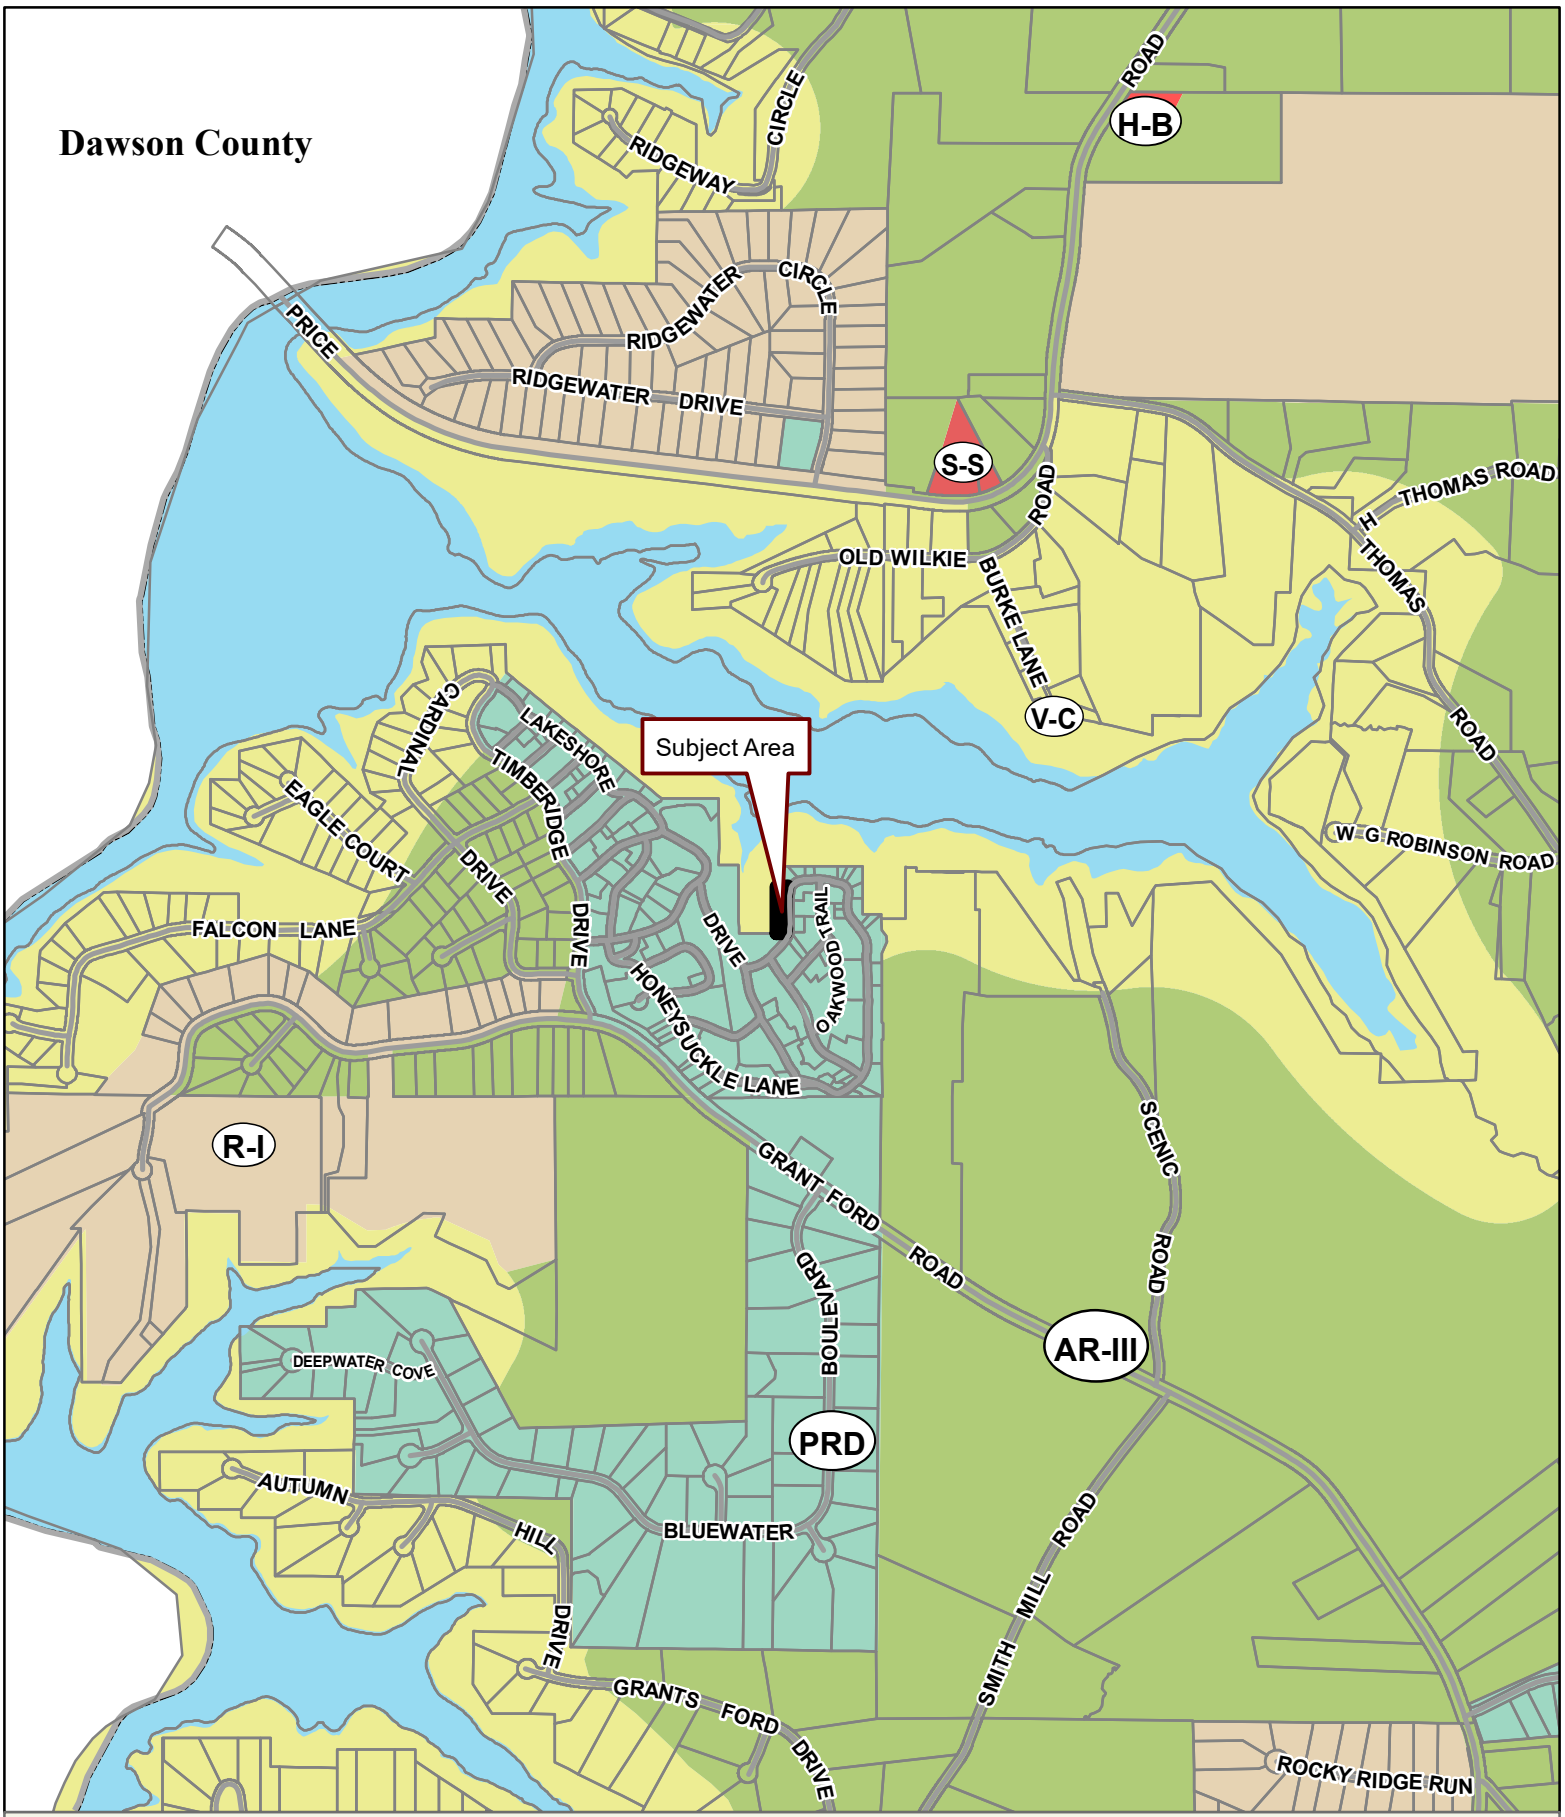 ROAD
H-B
CIRCLE
Dawson County
RIDGEWAY
RIDGEWATER
CIRCLE
PRICE
RIDGEWATER DRIVE
S-S
ROAD
THOMAS ROAD
H
THOMAS
ROAD
OLD WILKIE
BURKE LANE
V-C
CARDINAL
LAKESHORE
TIMBERIDGE
Subject Area
EAGLE COURT
DRIVE
W G ROBINSON ROAD
FALCON LANE
DRIVE
DRIVE
OAKWOOD TRAIL
HONEYSUCKLE LANE
R-I
SCENIC
ROAD
GRANT FORD
ROAD
BOULEVARD
AR-III
DEEPWATER COVE
PRD
AUTUMN
HILL
DRIVE
BLUEWATER
SMITH MILL ROAD
GRANTS FORD
DRIVE
ROCKY RIDGE RUN